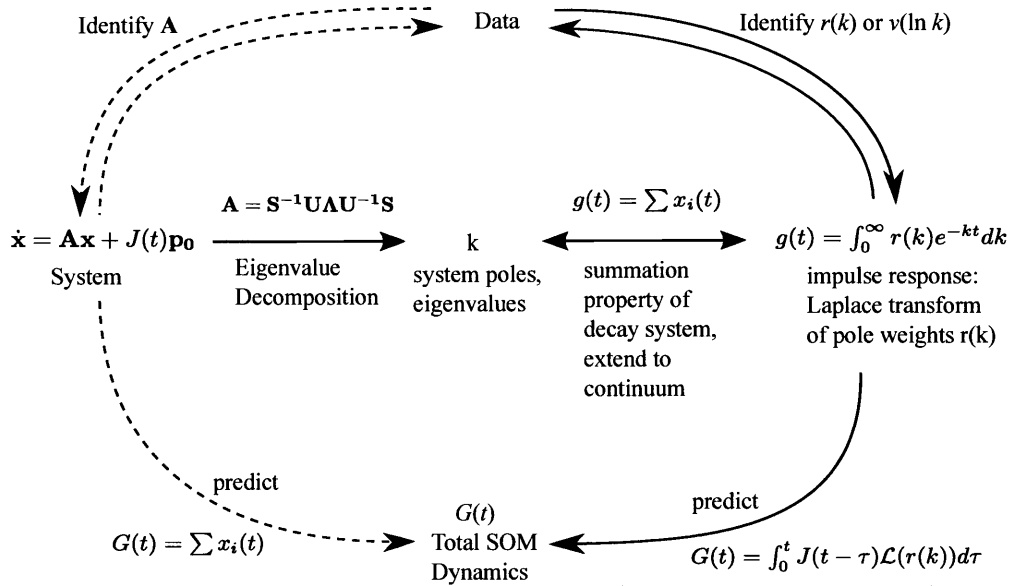 Identify A
Data
Identify r(k) or v(ln k)
A = S⁻¹UΛU⁻¹S
g(t) = ∑ xᵢ(t)
ẋ = Ax + J(t)p₀
k
g(t) = ∫₀^∞ r(k)e^{-kt}dk
System
Eigenvalue
Decomposition
system poles,
eigenvalues
summation
property of
decay system,
extend to
continuum
impulse response:
Laplace transform
of pole weights r(k)
predict
predict
G(t) = ∑ xᵢ(t)
G(t)
Total SOM
Dynamics
G(t) = ∫₀^t J(t − τ)ℒ(r(k))dτ